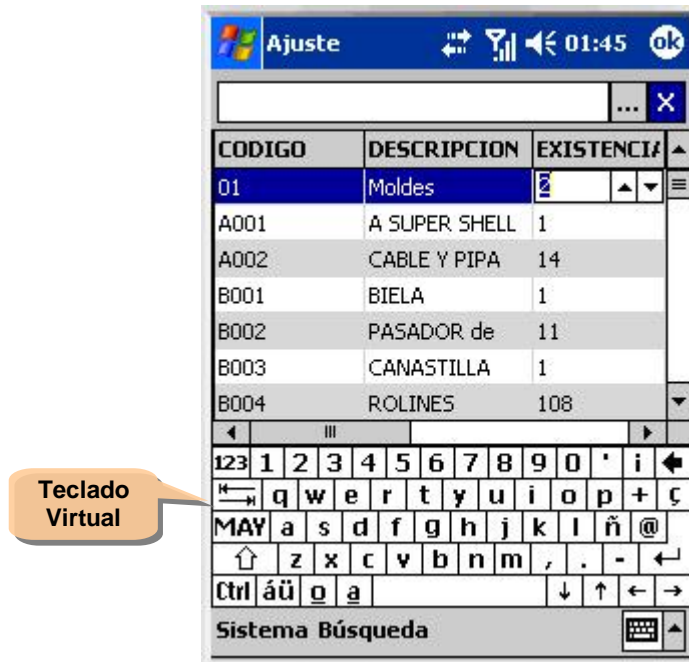 Ajuste 01:45 ok
...
CODIGO DESCRIPCION EXISTENCIA
01 Moldes 2
A001 A SUPER SHELL 1
A002 CABLE Y PIPA 14
B001 BIELA 1
B002 PASADOR de 11
B003 CANASTILLA 1
B004 ROLINES 108
123 1 2 3 4 5 6 7 8 9 0 ' ¡
q w e r t y u i o p + ç
MAY a s d f g h j k l ñ @
z x c v b n m , . -
Ctrl áü º ª
Teclado
Virtual
Sistema Búsqueda